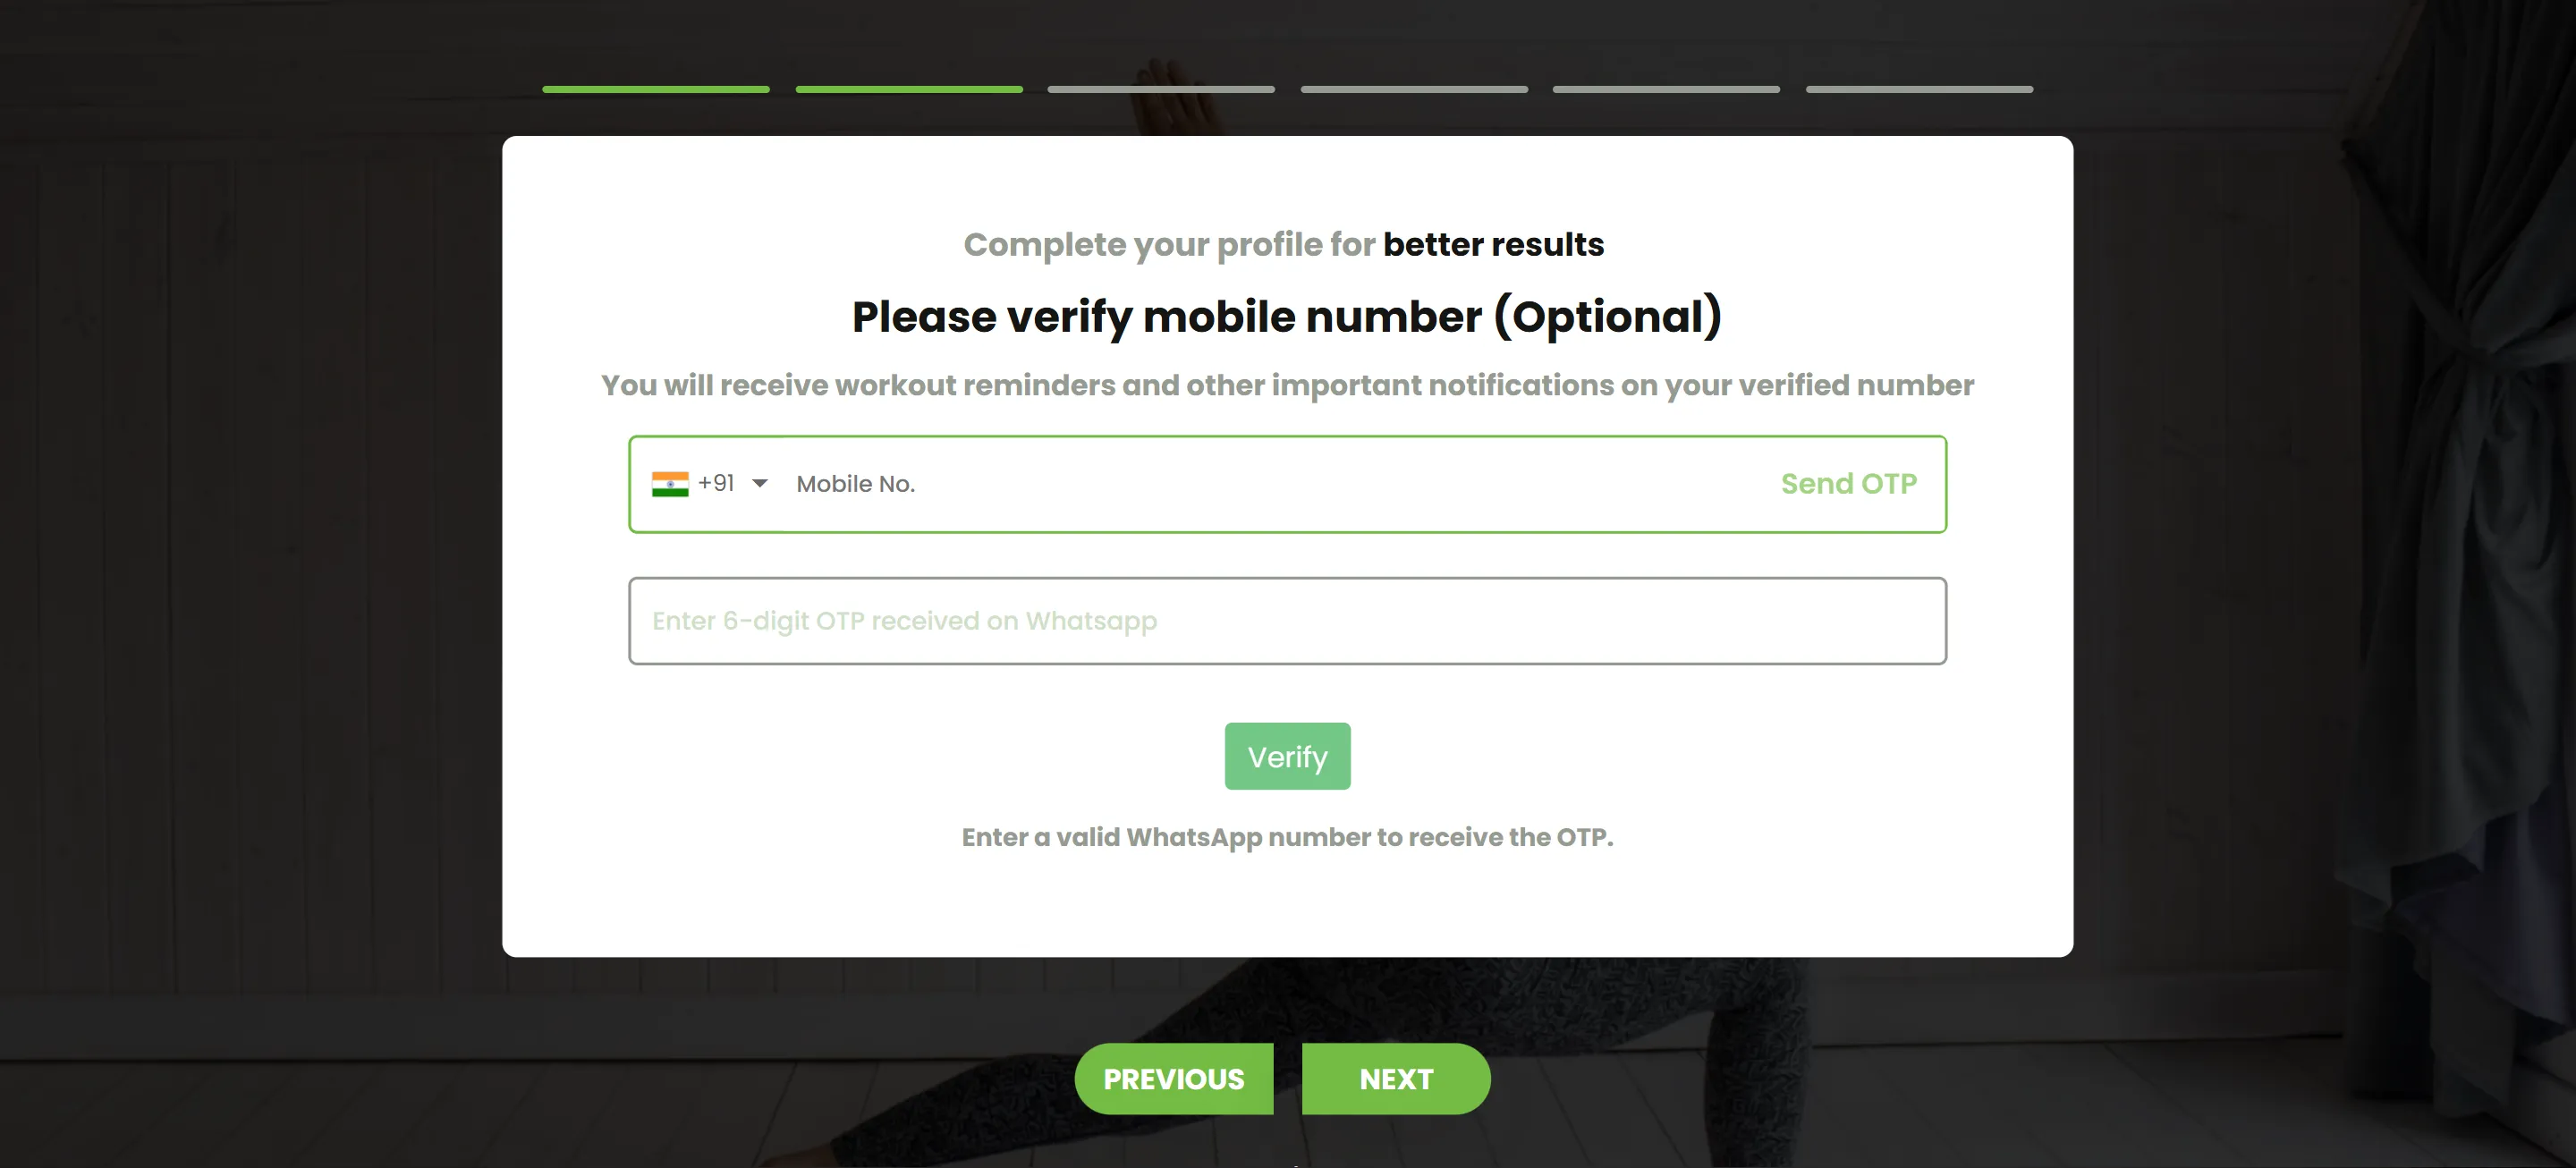 Complete your profile for better results
Please verify mobile number (Optional)
You will receive workout reminders and other important notifications on your verified number
+91 Mobile No. Send OTP
Enter 6-digit OTP received on Whatsapp
Verify
Enter a valid WhatsApp number to receive the OTP.
PREVIOUS NEXT